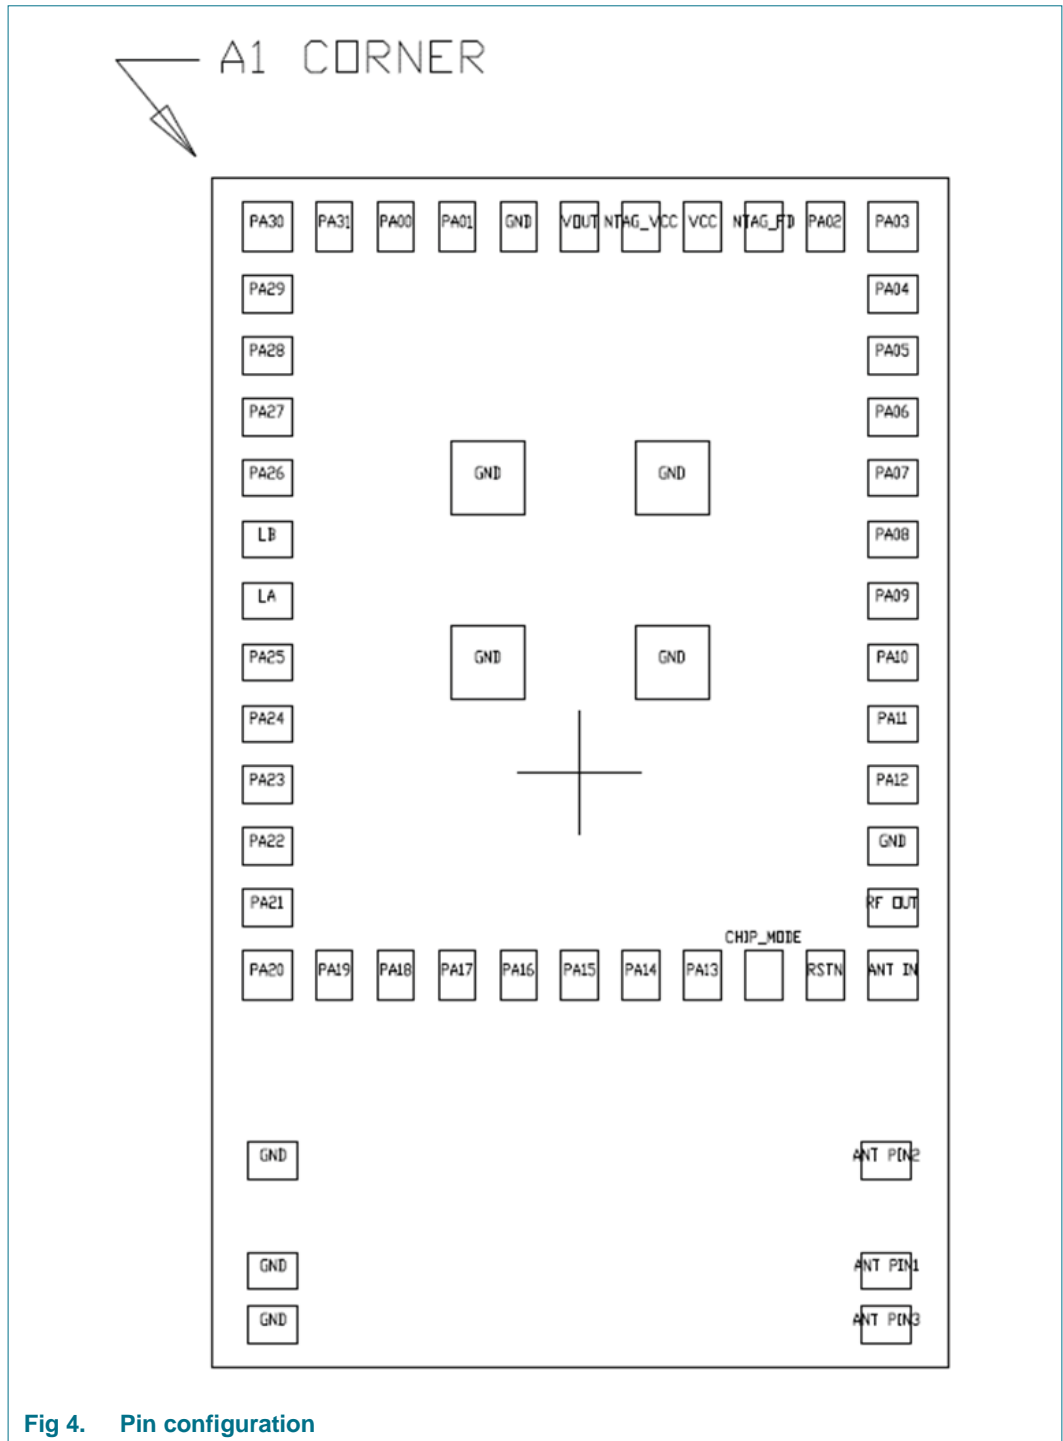 A1 CORNER
PA30 PA31 PA00 PA01 GND VOUT NTAG_VCC VCC NTAG_FD PA02 PA03
PA29 PA04
PA28 PA05
PA27 PA06
PA26 GND GND PA07
LB PA08
LA PA09
PA25 GND GND PA10
PA24 PA11
PA23 PA12
PA22 GND
PA21 RF OUT
CHIP_MODE
PA20 PA19 PA18 PA17 PA16 PA15 PA14 PA13 RSTN ANT IN
GND ANT PIN2
GND ANT PIN1
GND ANT PIN3
Fig 4. Pin configuration